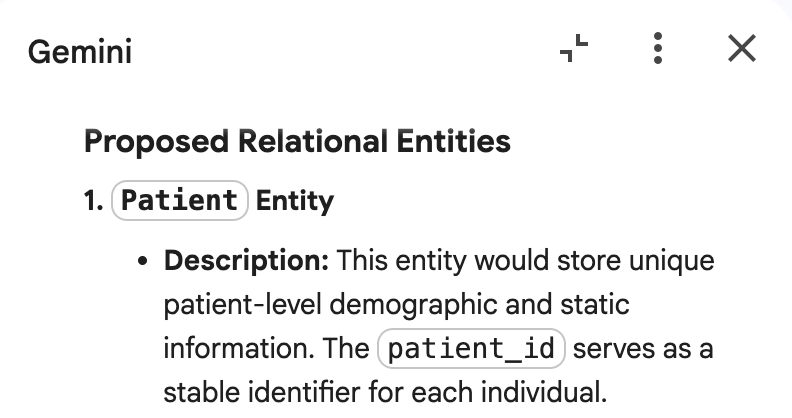 Gemini
Proposed Relational Entities
1. Patient Entity
• Description: This entity would store unique
patient-level demographic and static
information. The patient_id serves as a
stable identifier for each individual.